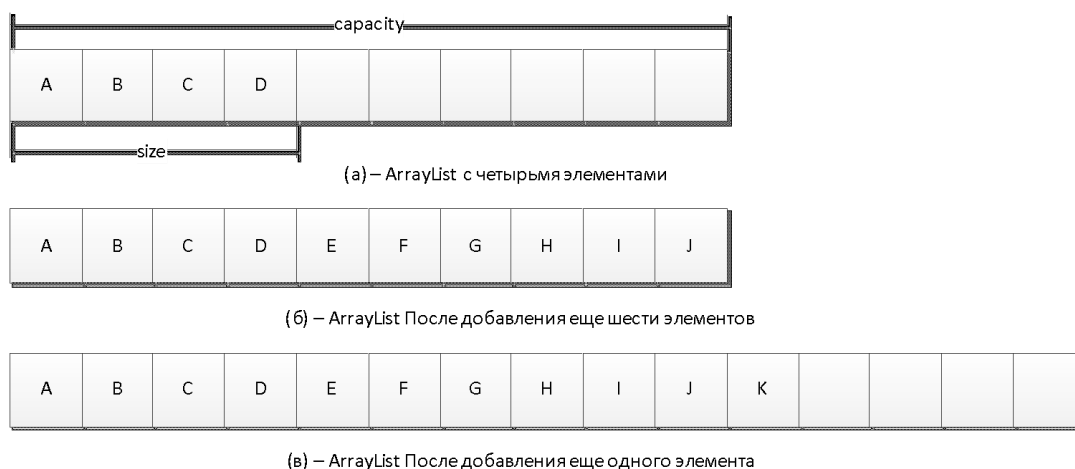 capacity
A B C D
size
(а) – ArrayList с четырьмя элементами
A B C D E F G H I J
(б) – ArrayList После добавления еще шести элементов
A B C D E F G H I J K
(в) – ArrayList После добавления еще одного элемента